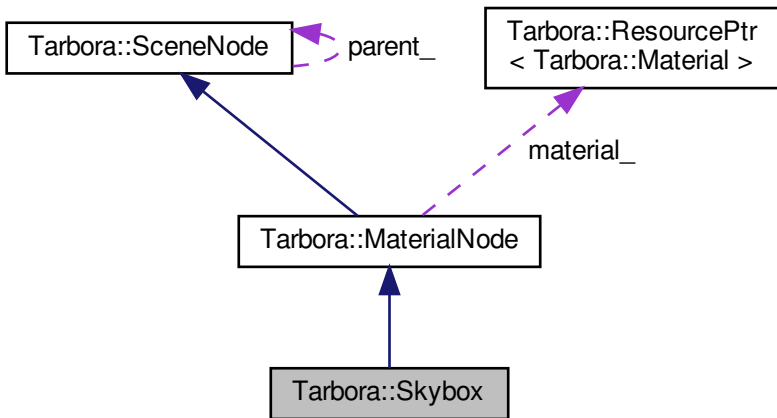 Tarbora::SceneNode
parent_
Tarbora::ResourcePtr
< Tarbora::Material >
material_
Tarbora::MaterialNode
Tarbora::Skybox